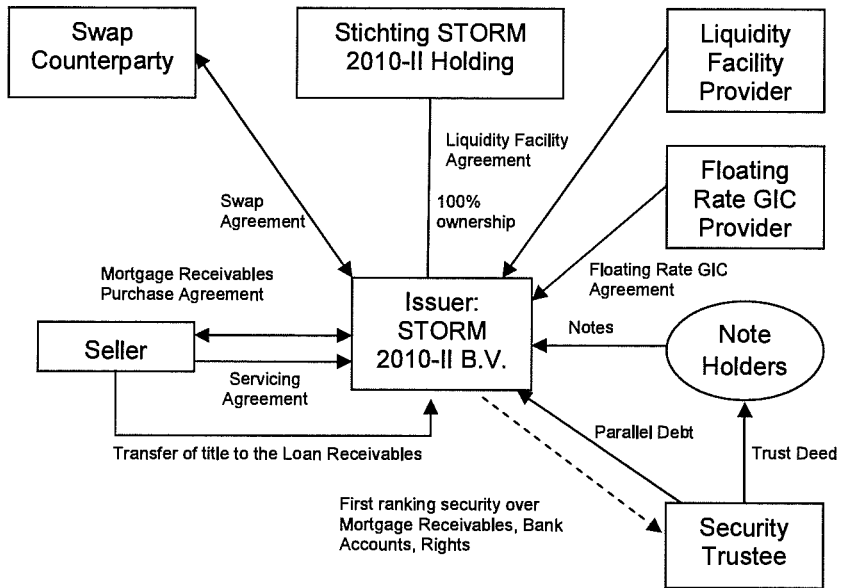 Swap
Counterparty
Stichting STORM
2010-II Holding
Liquidity
Facility
Provider
Liquidity Facility
Agreement
Floating
Rate GIC
Provider
Swap
Agreement
100%
ownership
Mortgage Receivables
Purchase Agreement
Floating Rate GIC
Agreement
Issuer:
STORM
2010-II B.V.
Seller
Notes
Note
Holders
Servicing
Agreement
Parallel Debt
Trust Deed
Transfer of title to the Loan Receivables
First ranking security over
Mortgage Receivables, Bank
Accounts, Rights
Security
Trustee